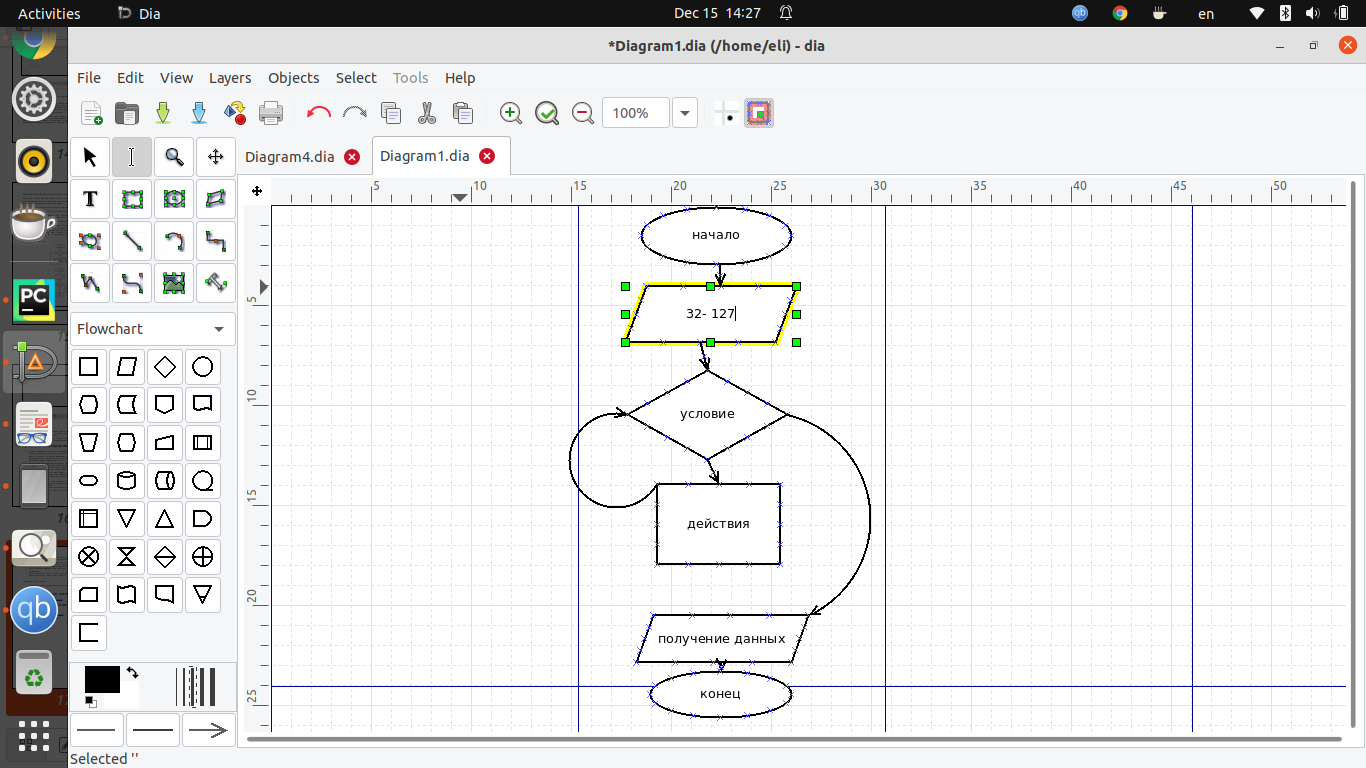 Activities
Dia
Dec 15 14:27
en
*Diagram1.dia (/home/eli) - dia
File Edit View Layers Objects Select Tools Help
100%
Diagram4.dia
Diagram1.dia
5 10 15 20 25 30 35 40 45 50
T
начало
5
32- 127
Flowchart
10
условие
15
действия
20
получение данных
25
конец
Selected ''
PC
qb